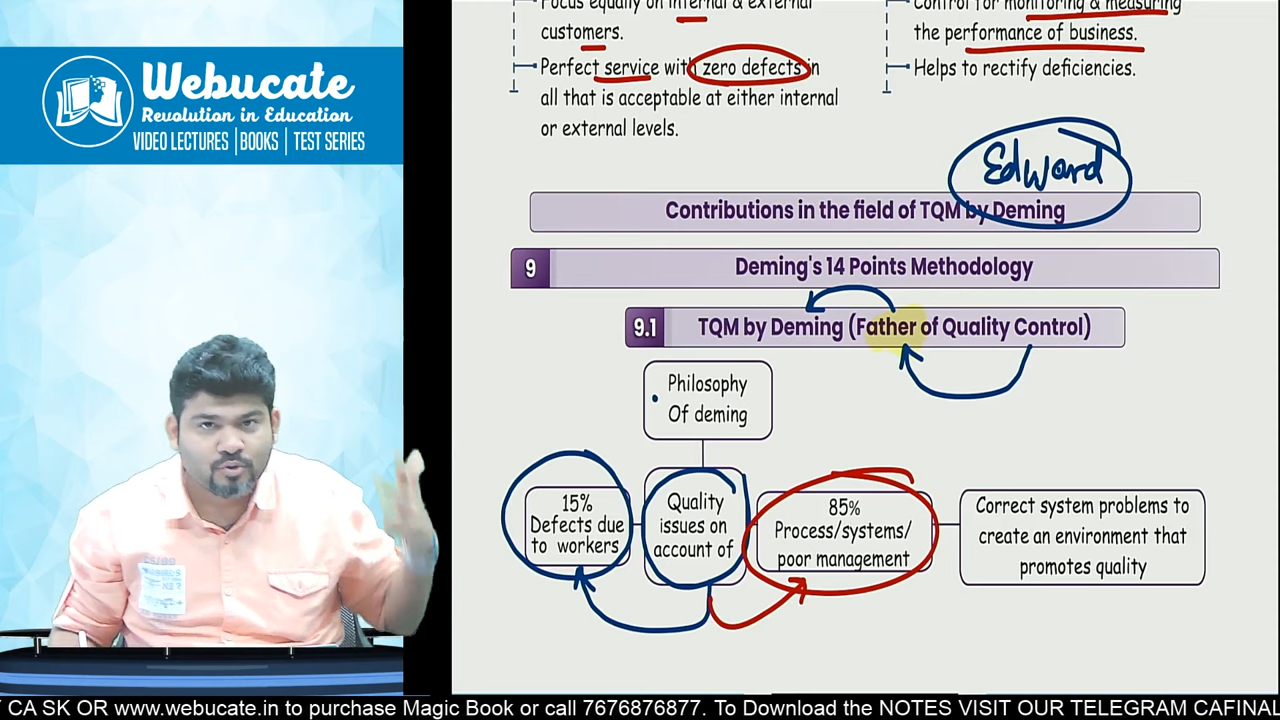 Focus equally on internal & external
customers.
Perfect service with zero defects in
all that is acceptable at either internal
or external levels.
Control for monitoring & measuring
the performance of business.
Helps to rectify deficiencies.
Webucate
Revolution in Education
VIDEO LECTURES | BOOKS | TEST SERIES
Edward
Contributions in the field of TQM by Deming
9 Deming's 14 Points Methodology
9.1 TQM by Deming (Father of Quality Control)
Philosophy
Of deming
15%
Defects due
to workers
Quality
issues on
account of
85%
Process/systems/
poor management
Correct system problems to
create an environment that
promotes quality
Y CA SK OR www.webucate.in to purchase Magic Book or call 7676876877. To Download the NOTES VISIT OUR TELEGRAM CAFINAL